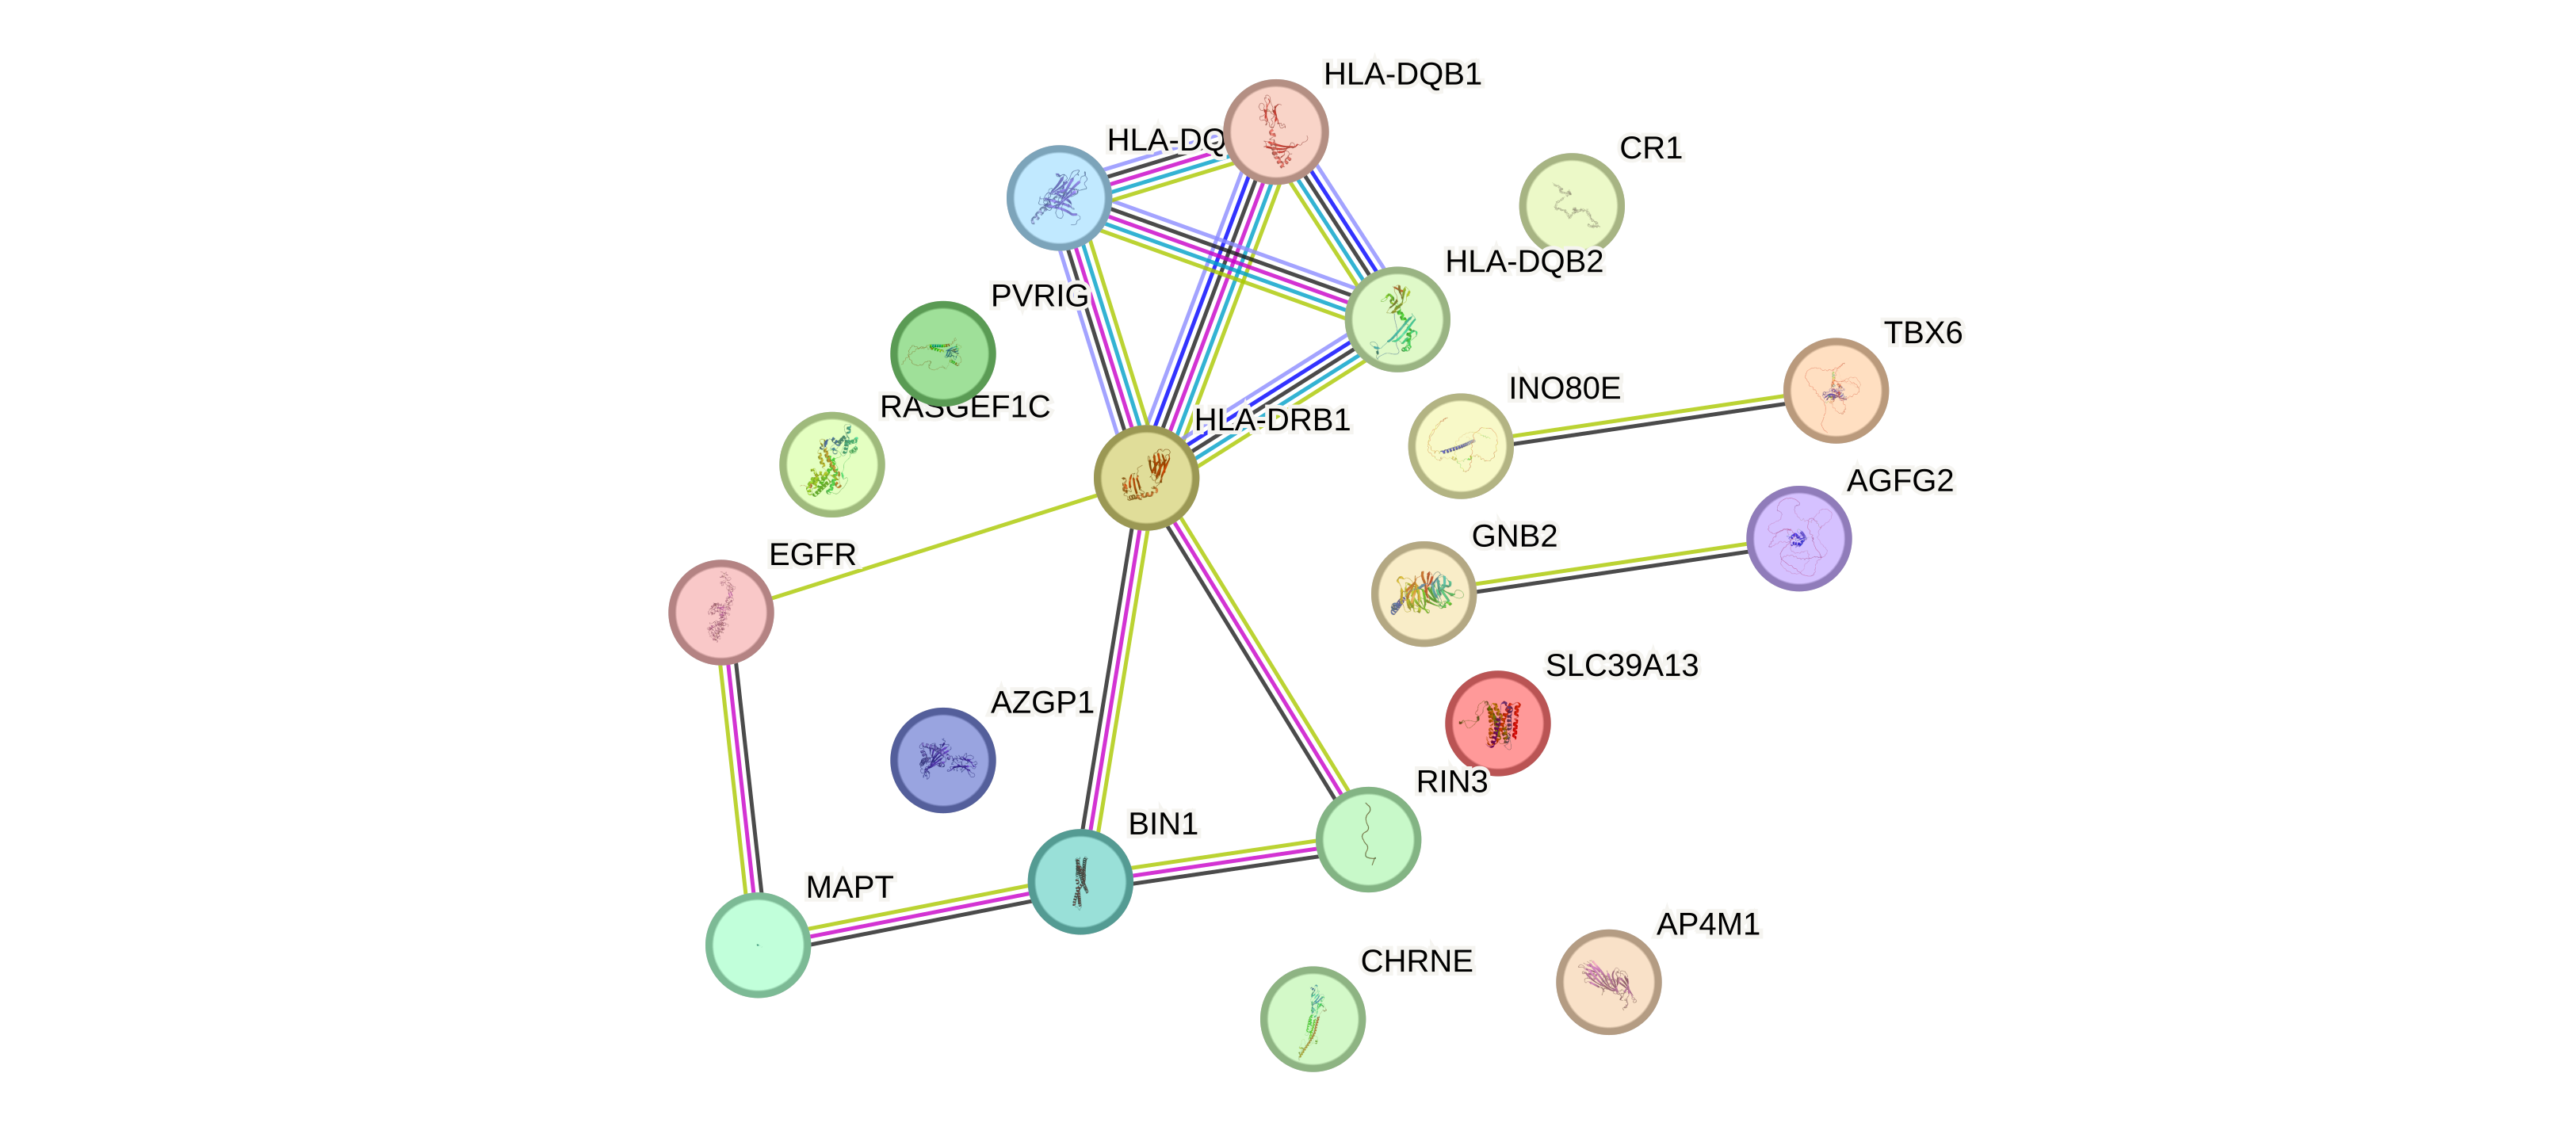 HLA-DQB1
HLA-DQ
CR1
HLA-DQB2
PVRIG
TBX6
INO80E
RASGEF1C
HLA-DRB1
AGFG2
GNB2
EGFR
SLC39A13
AZGP1
RIN3
BIN1
MAPT
AP4M1
CHRNE